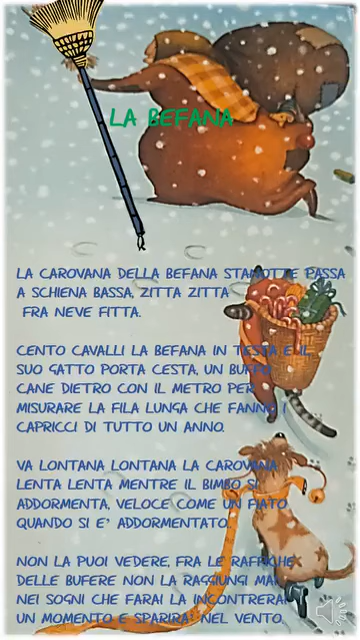 LA BEFANA
LA CAROVANA DELLA BEFANA STANOTTE PASSA
A SCHIENA BASSA, ZITTA ZITTA
FRA NEVE FITTA.
CENTO CAVALLI LA BEFANA IN TESTA E IL
SUO GATTO PORTA CESTA, UN BUFFO
CANE DIETRO CON IL METRO PER
MISURARE LA FILA LUNGA CHE FANNO I
CAPRICCI DI TUTTO UN ANNO.
VA LONTANA LONTANA LA CAROVANA
LENTA LENTA MENTRE IL BIMBO SI
ADDORMENTA, VELOCE COME UN FIATO
QUANDO SI E' ADDORMENTATO.
NON LA PUOI VEDERE, FRA LE RAFFICHE
DELLE BUFERE NON LA RAGGIUNGI MAI
NEI SOGNI CHE FARAI LA INCONTRERAI
UN MOMENTO E SPARIRA' NEL VENTO.